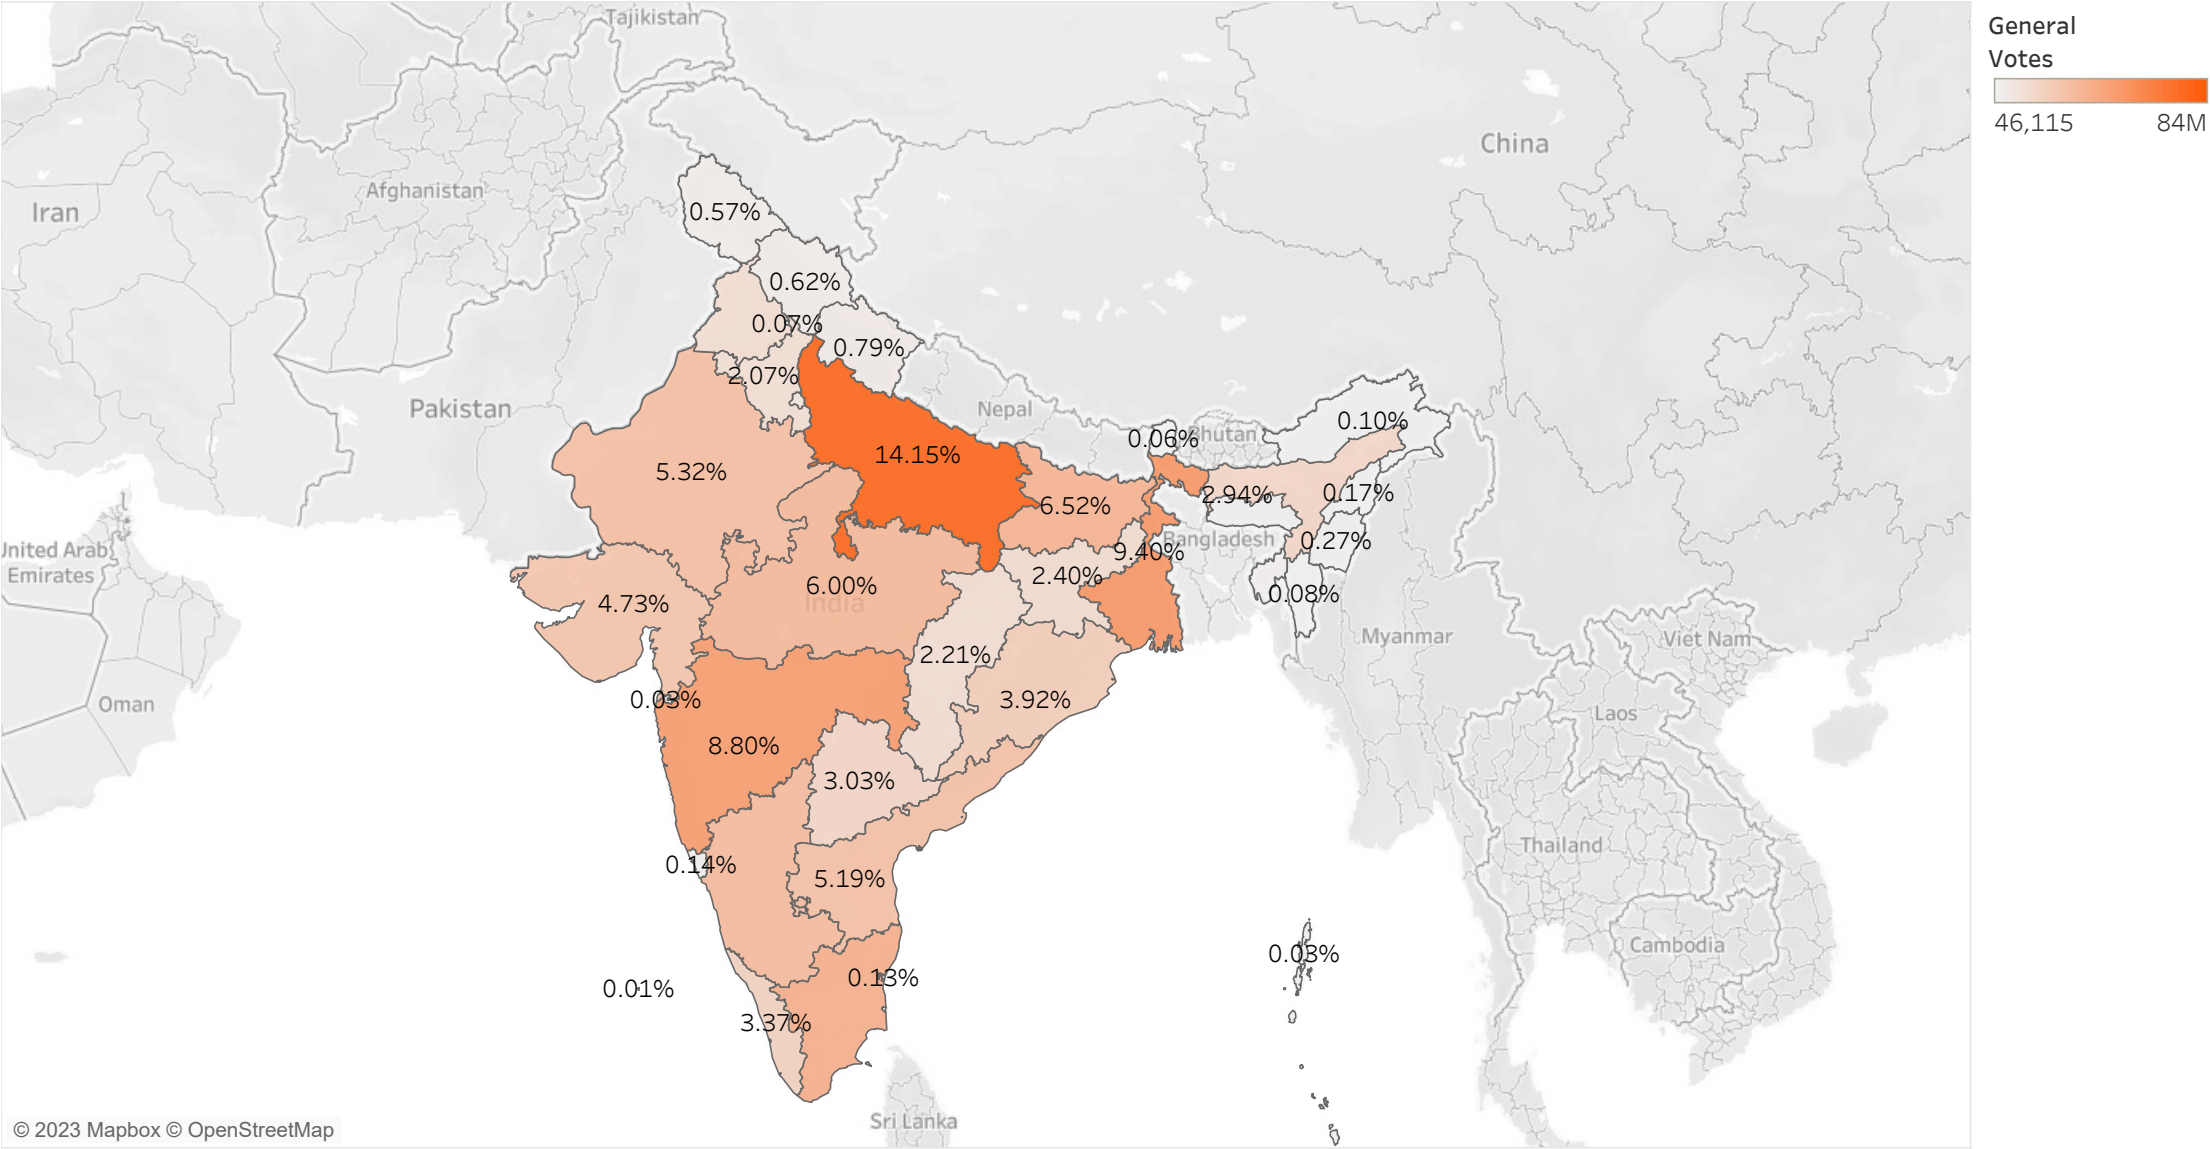 Tajikistan
General
Votes
46,115
84M
China
Afghanistan
Iran
0.57%
0.62%
0.07%
0.79%
2.07%
Pakistan
Nepal
0.10%
0.06%
Bhutan
14.15%
5.32%
6.52%
2.94%
0.17%
United Arab
Emirates
Bangladesh
0.27%
9.40%
2.40%
6.00%
India
4.73%
0.08%
Myanmar
Viet Nam
2.21%
0.03%
3.92%
Oman
Laos
8.80%
3.03%
Thailand
0.14%
5.19%
Cambodia
0.03%
0.13%
0.01%
3.37%
Sri Lanka
© 2023 Mapbox © OpenStreetMap